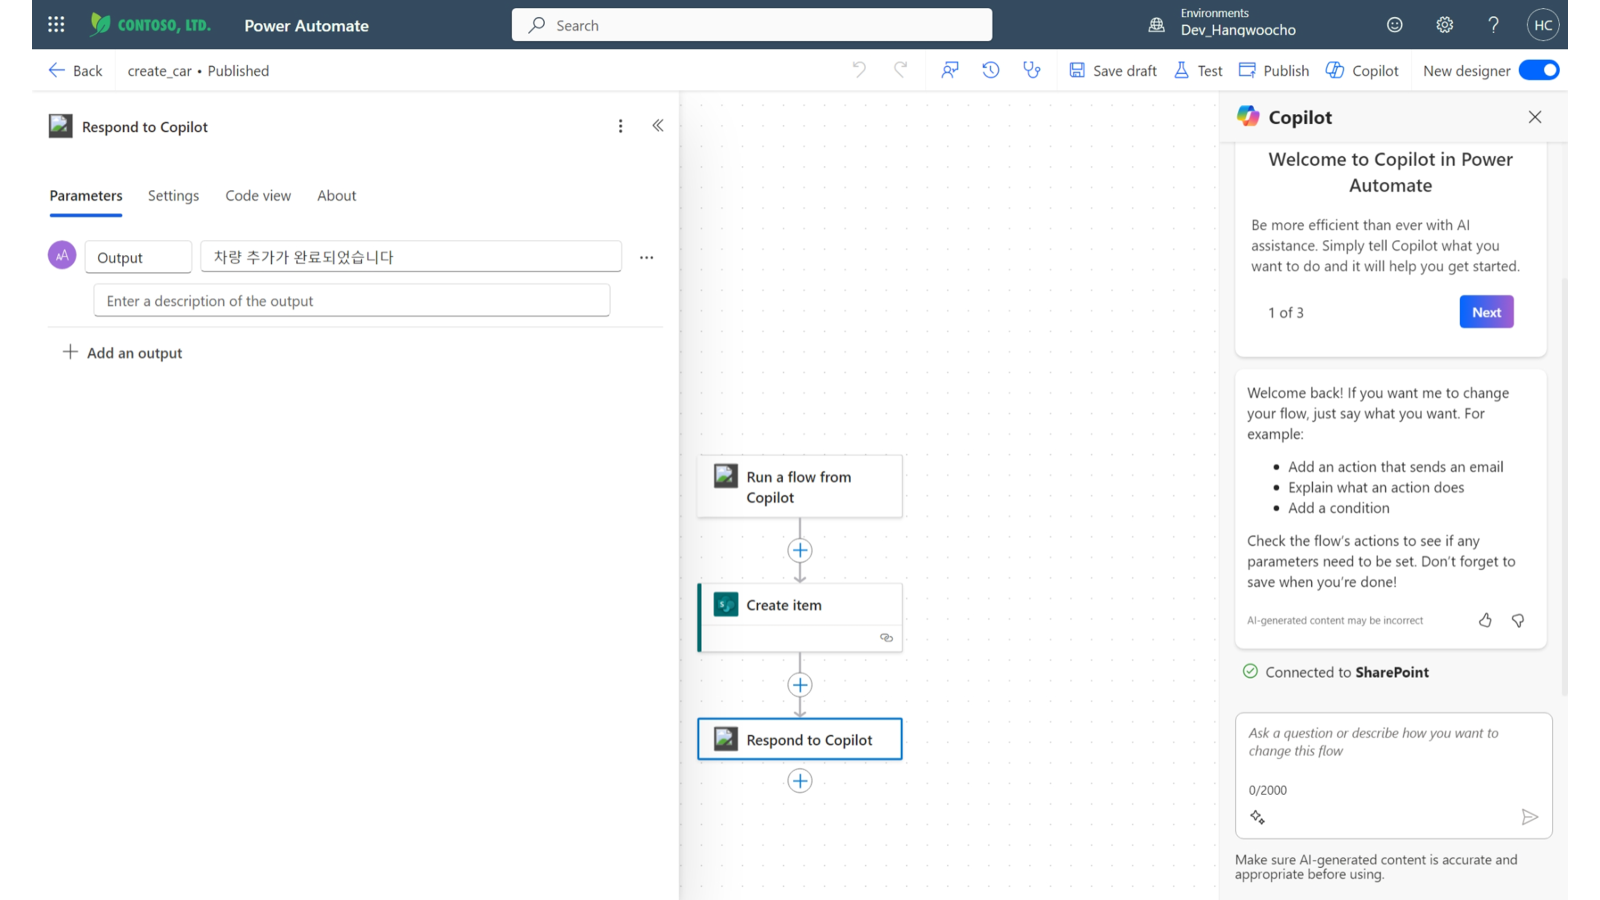 CONTOSO, LTD.
Power Automate
Search
Environments
Dev_Hangwoocho
HC
Back
create_car • Published
Save draft
Test
Publish
Copilot
New designer
Respond to Copilot
Parameters
Settings
Code view
About
Output
차량 추가가 완료되었습니다
Enter a description of the output
Add an output
Run a flow from
Copilot
Create item
Respond to Copilot
Copilot
Welcome to Copilot in Power
Automate
Be more efficient than ever with AI
assistance. Simply tell Copilot what you
want to do and it will help you get started.
1 of 3
Next
Welcome back! If you want me to change
your flow, just say what you want. For
example:
• Add an action that sends an email
• Explain what an action does
• Add a condition
Check the flow's actions to see if any
parameters need to be set. Don't forget to
save when you're done!
AI-generated content may be incorrect
Connected to SharePoint
Ask a question or describe how you want to
change this flow
0/2000
Make sure AI-generated content is accurate and
appropriate before using.